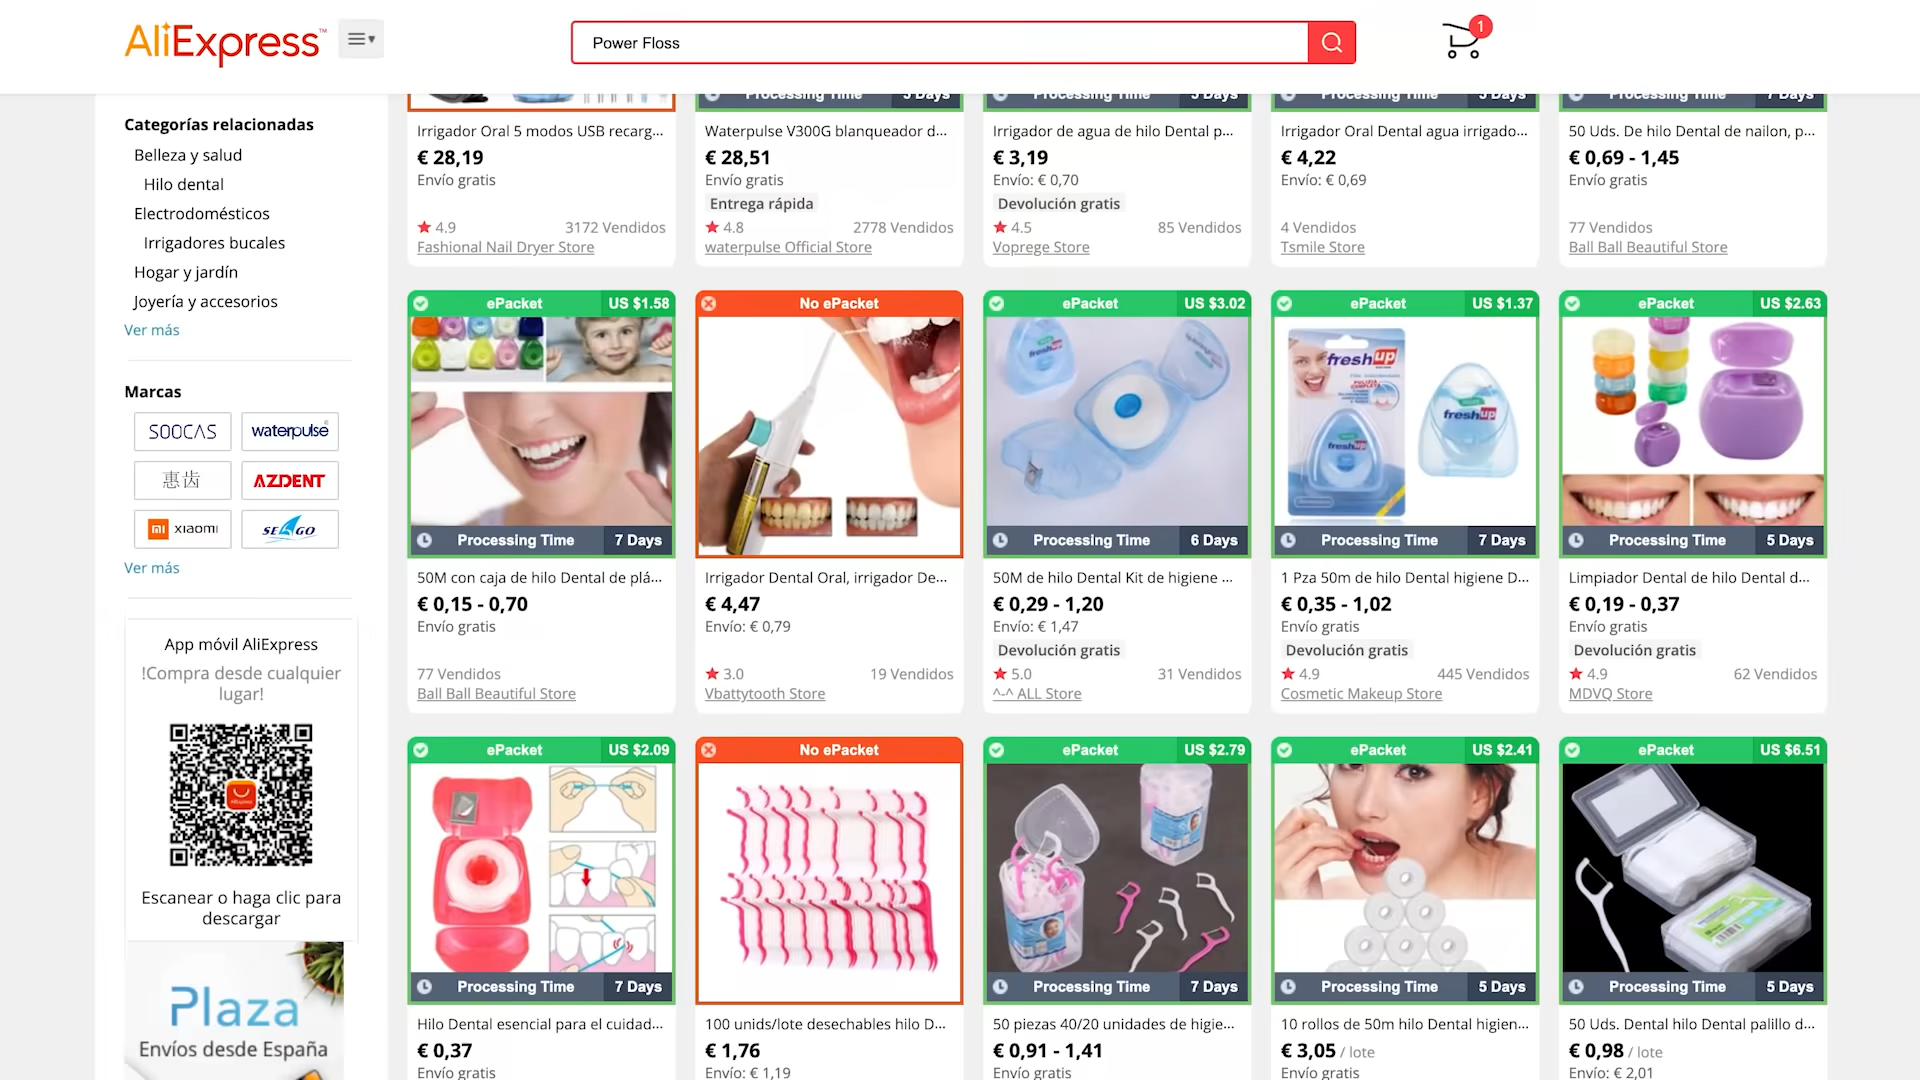 AliExpress™
Power Floss
1
Categorías relacionadas
Belleza y salud
Hilo dental
Electrodomésticos
Irrigadores bucales
Hogar y jardín
Joyería y accesorios
Ver más
Marcas
SOOCAS
waterpulse
惠齿
AZDENT
mi xiaomi
SEAGO
Ver más
App móvil AliExpress
!Compra desde cualquier
lugar!
AliExpress
Escanear o haga clic para
descargar
Plaza
Envíos desde España
Processing Time 5 Days
Irrigador Oral 5 modos USB recarg...
€ 28,19
Envío gratis
4.9 3172 Vendidos
Fashional Nail Dryer Store
Waterpulse V300G blanqueador d...
€ 28,51
Envío gratis
Entrega rápida
4.8 2778 Vendidos
waterpulse Official Store
Processing Time 5 Days
Irrigador de agua de hilo Dental p...
€ 3,19
Envío: € 0,70
Devolución gratis
4.5 85 Vendidos
Voprege Store
Processing Time 5 Days
Irrigador Oral Dental agua irrigado...
€ 4,22
Envío: € 0,69
4 Vendidos
Tsmile Store
Processing Time 7 Days
50 Uds. De hilo Dental de nailon, p...
€ 0,69 - 1,45
Envío gratis
77 Vendidos
Ball Ball Beautiful Store
ePacket US $1.58
Processing Time 7 Days
50M con caja de hilo Dental de plá...
€ 0,15 - 0,70
Envío gratis
77 Vendidos
Ball Ball Beautiful Store
No ePacket
Irrigador Dental Oral, irrigador De...
€ 4,47
Envío: € 0,79
3.0 19 Vendidos
Vbattytooth Store
ePacket US $3.02
fresh up
Processing Time 6 Days
50M de hilo Dental Kit de higiene ...
€ 0,29 - 1,20
Envío: € 1,47
Devolución gratis
5.0 31 Vendidos
^-^ ALL Store
ePacket US $1.37
fresh up
PULIZIA
COMPLETA
fresh up
fresh up
Processing Time 7 Days
1 Pza 50m de hilo Dental higiene D...
€ 0,35 - 1,02
Envío gratis
Devolución gratis
4.9 445 Vendidos
Cosmetic Makeup Store
ePacket US $2.63
Processing Time 5 Days
Limpiador Dental de hilo Dental d...
€ 0,19 - 0,37
Envío gratis
Devolución gratis
4.9 62 Vendidos
MDVQ Store
ePacket US $2.09
Processing Time 7 Days
Hilo Dental esencial para el cuidad...
€ 0,37
Envío gratis
No ePacket
100 unids/lote desechables hilo D...
€ 1,76
Envío: € 1,19
ePacket US $2.79
Processing Time 7 Days
50 piezas 40/20 unidades de higie...
€ 0,91 - 1,41
Envío gratis
ePacket US $2.41
Processing Time 5 Days
10 rollos de 50m hilo Dental higien...
€ 3,05 / lote
Envío gratis
ePacket US $6.51
Processing Time 5 Days
50 Uds. Dental hilo Dental palillo d...
€ 0,98 / lote
Envío: € 2,01